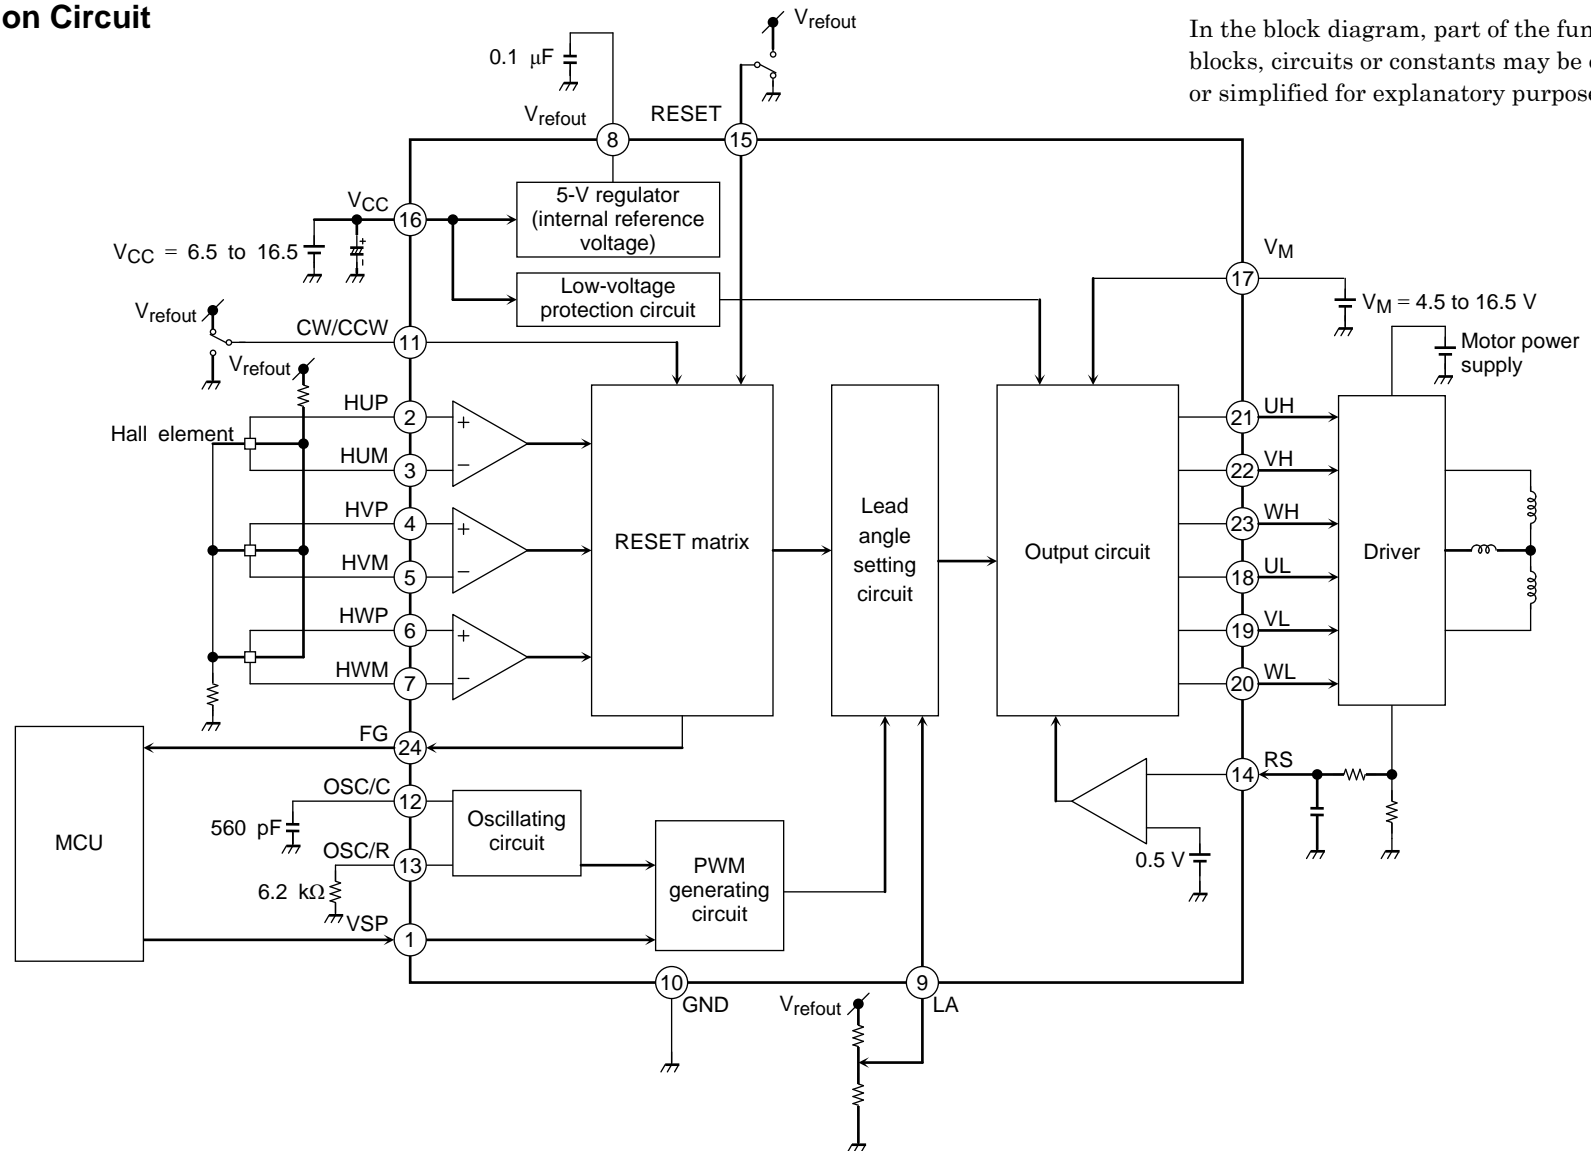 on Circuit
In the block diagram, part of the fun
blocks, circuits or constants may be
or simplified for explanatory purpose
Vrefout
0.1 μF
Vrefout
RESET
8
15
VCC
16
5-V regulator
(internal reference
voltage)
VCC = 6.5 to 16.5
+
-
Low-voltage
protection circuit
VM
17
VM = 4.5 to 16.5 V
Motor power
supply
Vrefout
CW/CCW
11
Vrefout
Hall element
HUP
2
+
HUM
3
−
HVP
4
+
HVM
5
−
HWP
6
+
HWM
7
−
RESET matrix
Lead
angle
setting
circuit
Output circuit
21
UH
22
VH
23
WH
18
UL
19
VL
20
WL
Driver
FG
24
MCU
OSC/C
12
560 pF
OSC/R
13
6.2 kΩ
Oscillating
circuit
PWM
generating
circuit
VSP
1
14
RS
0.5 V
10
GND
9
LA
Vrefout